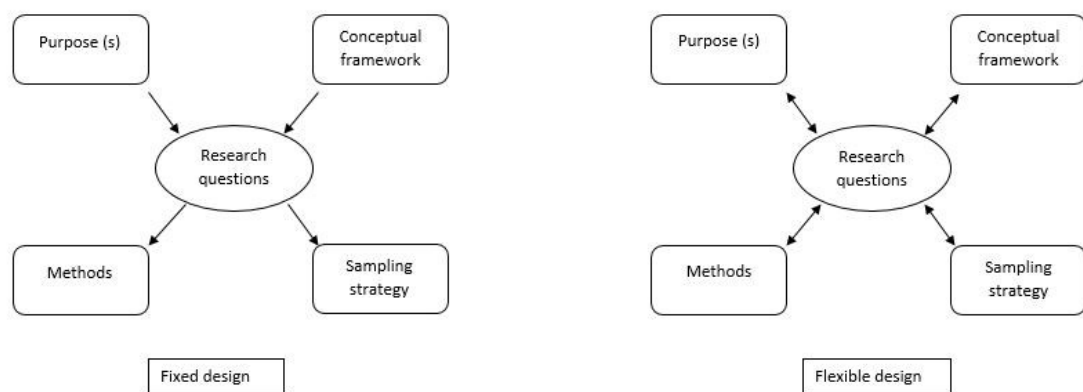 Purpose (s)
Conceptual
framework
Research
questions
Methods
Sampling
strategy
Fixed design
Purpose (s)
Conceptual
framework
Research
questions
Methods
Sampling
strategy
Flexible design